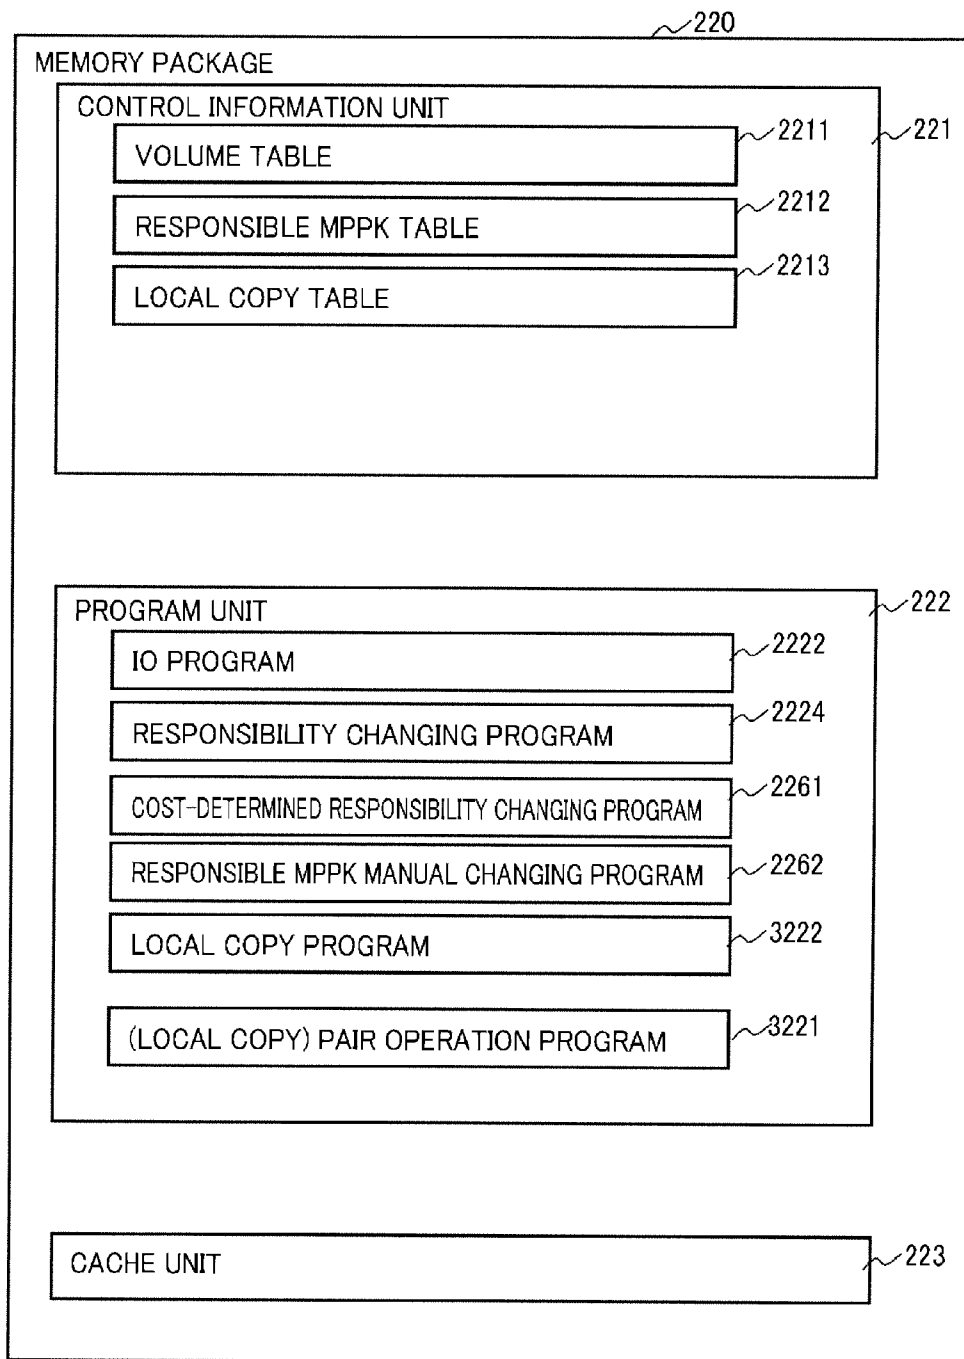 220
MEMORY PACKAGE
CONTROL INFORMATION UNIT
221
VOLUME TABLE
2211
RESPONSIBLE MPPK TABLE
2212
LOCAL COPY TABLE
2213
PROGRAM UNIT
222
IO PROGRAM
2222
RESPONSIBILITY CHANGING PROGRAM
2224
COST-DETERMINED RESPONSIBILITY CHANGING PROGRAM
2261
RESPONSIBLE MPPK MANUAL CHANGING PROGRAM
2262
LOCAL COPY PROGRAM
3222
(LOCAL COPY) PAIR OPERATION PROGRAM
3221
CACHE UNIT
223